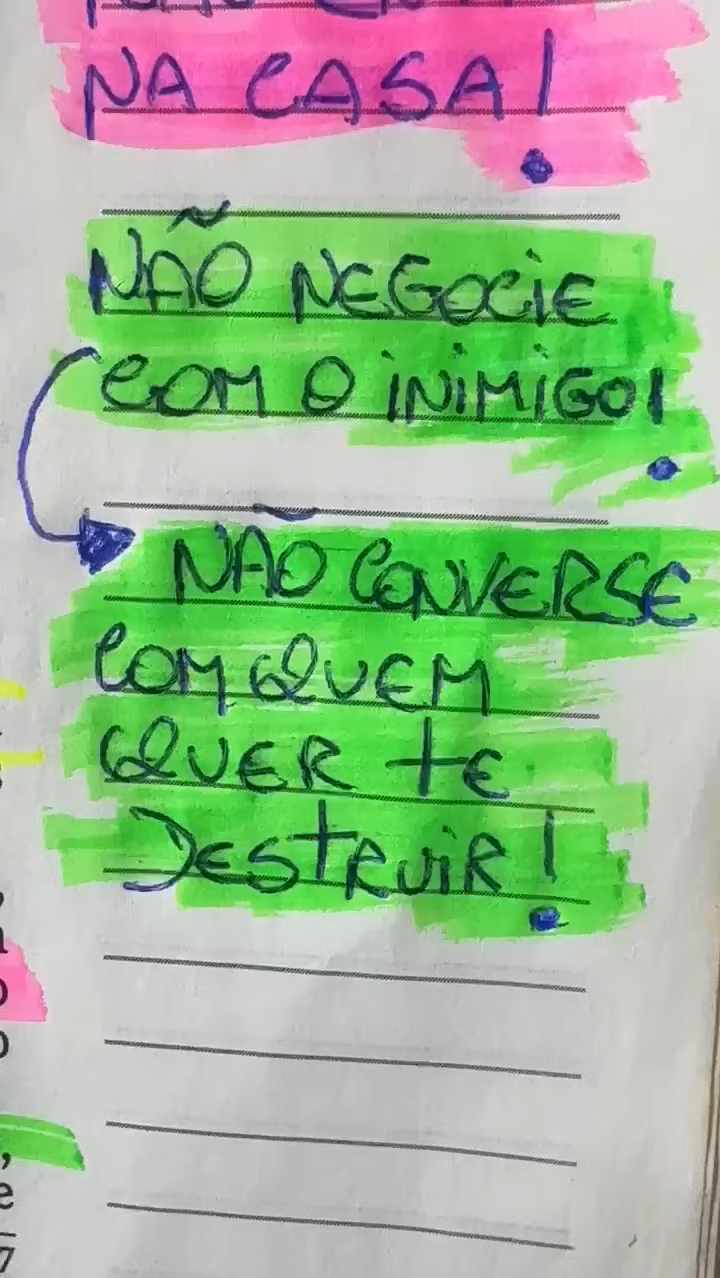 NA CASA!
NÃO NEGOCIE
COM O INIMIGO!
NÃO CONVERSE
COM QUEM
QUER TE
DESTRUIR!